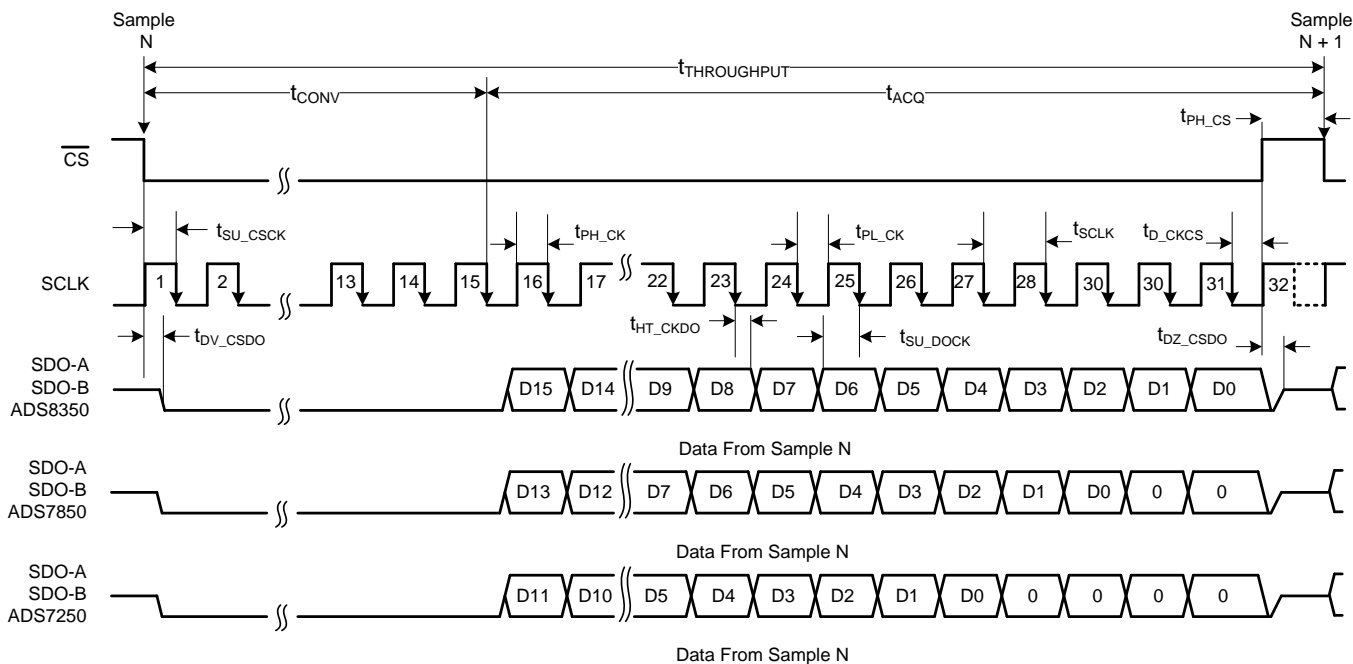 Sample
N
Sample
N + 1
tTHROUGHPUT
tCONV
tACQ
tPH_CS
CS
tSU_CSCK
tPH_CK
tPL_CK
tSCLK
tD_CKCS
SCLK
1 2 13 14 15 16 17 22 23 24 25 26 27 28 30 30 31 32
tDV_CSDO
tHT_CKDO
tSU_DOCK
tDZ_CSDO
SDO-A
SDO-B
ADS8350
D15 D14 D9 D8 D7 D6 D5 D4 D3 D2 D1 D0
Data From Sample N
SDO-A
SDO-B
ADS7850
D13 D12 D7 D6 D5 D4 D3 D2 D1 D0 0 0
Data From Sample N
SDO-A
SDO-B
ADS7250
D11 D10 D5 D4 D3 D2 D1 D0 0 0 0 0
Data From Sample N